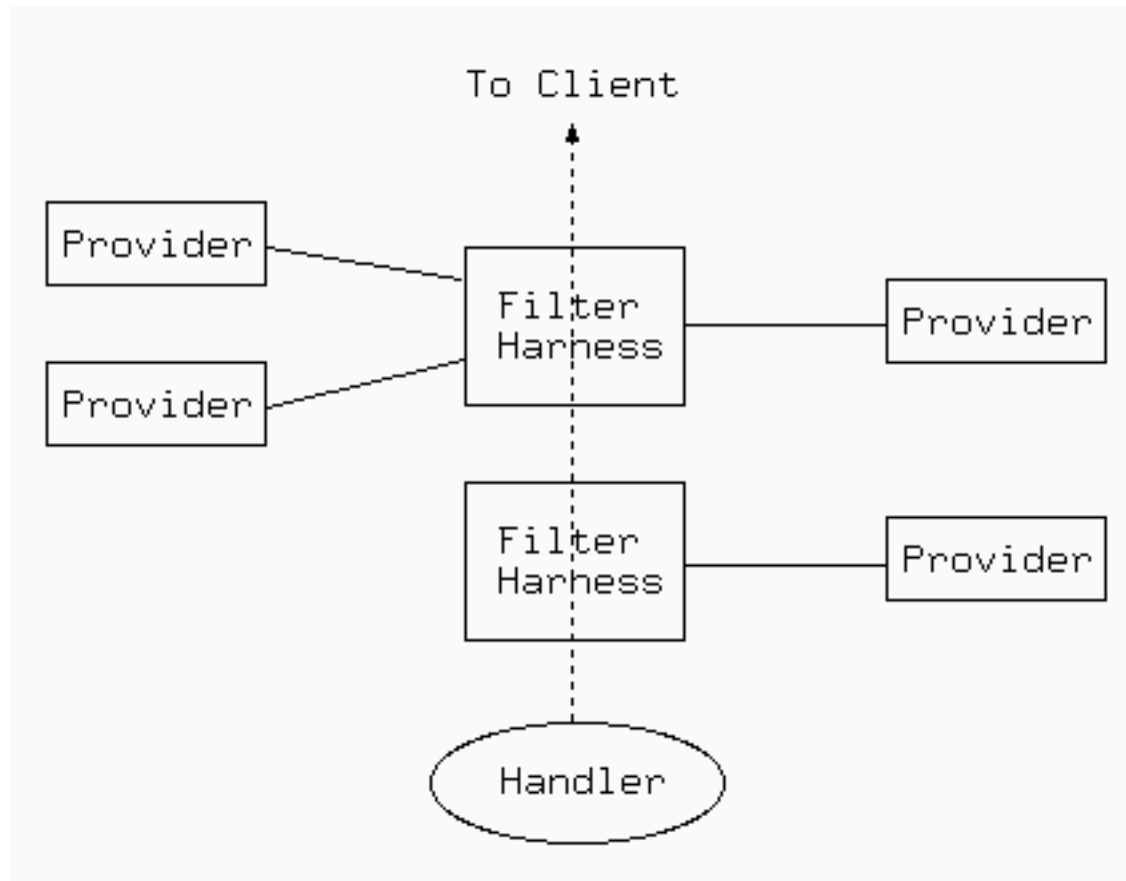 To Client
Provider
Filter
Harness
Provider
Provider
Filter
Harness
Provider
Handler